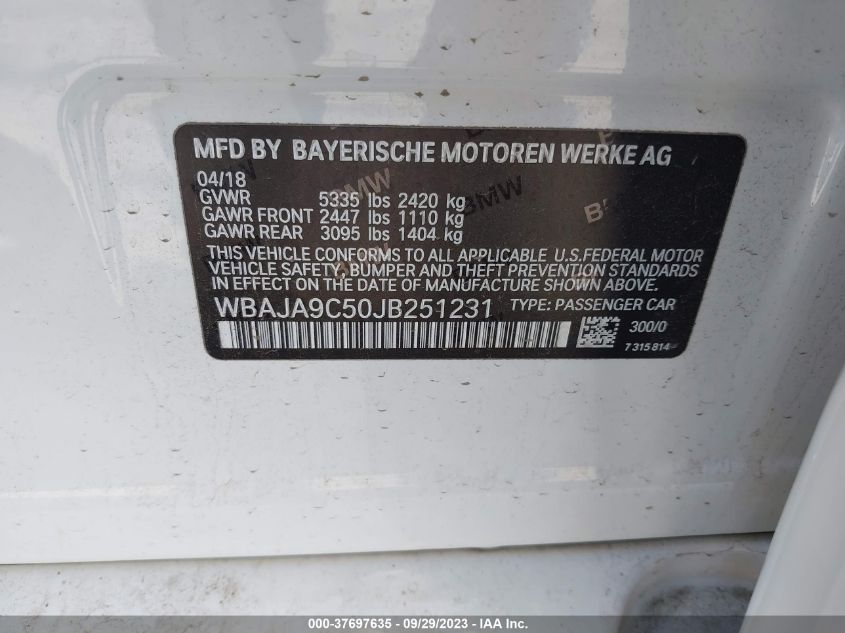 MFD BY BAYERISCHE MOTOREN WERKE AG
04/18
GVWR 5335 lbs 2420 kg
GAWR FRONT 2447 lbs 1110 kg
GAWR REAR 3095 lbs 1404 kg
THIS VEHICLE CONFORMS TO ALL APPLICABLE U.S.FEDERAL MOTOR
VEHICLE SAFETY, BUMPER AND THEFT PREVENTION STANDARDS
IN EFFECT ON THE DATE OF MANUFACTURE SHOWN ABOVE.
WBAJA9C50JB251231 TYPE: PASSENGER CAR
300/0
7 315 814
BMW
BMW
000-37697635 - 09/29/2023 - IAA Inc.